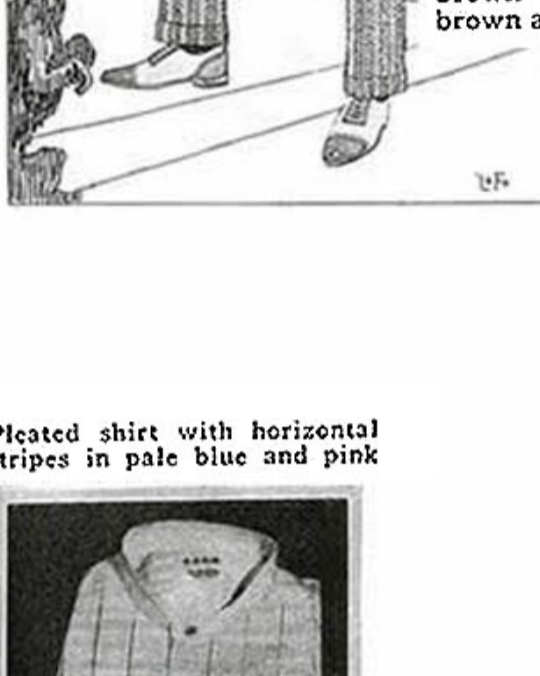 brown a
L.F.
Pleated shirt with horizontal
stripes in pale blue and pink